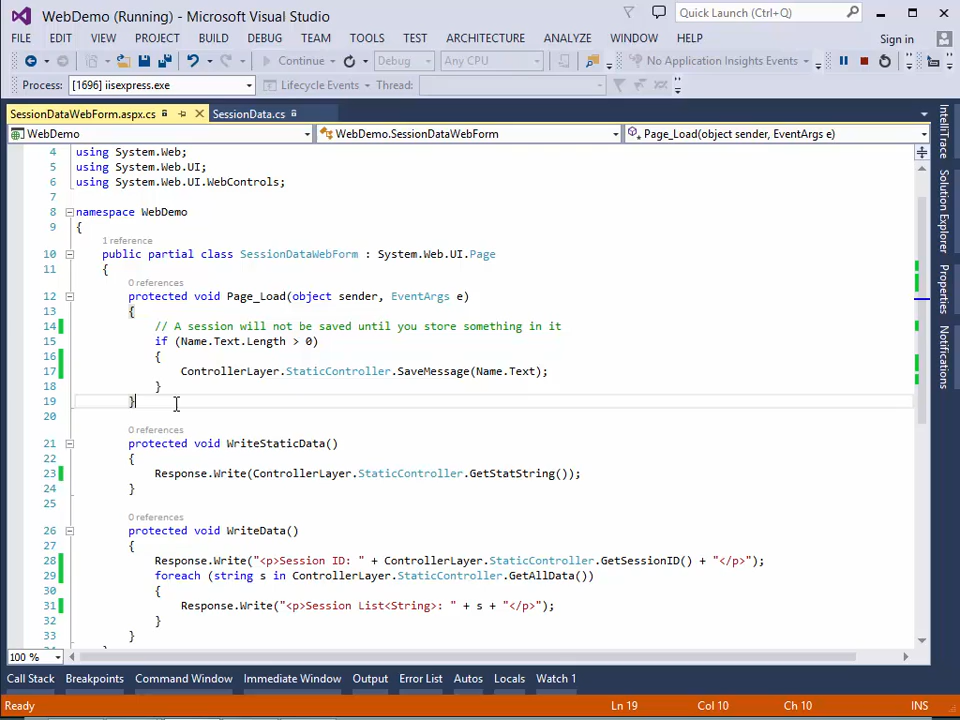 WebDemo (Running) - Microsoft Visual Studio
Quick Launch (Ctrl+Q)
FILE EDIT VIEW PROJECT BUILD DEBUG TEAM TOOLS TEST ARCHITECTURE ANALYZE WINDOW HELP Sign in
Continue Debug Any CPU No Application Insights Events
Process: [1696] iisexpress.exe Lifecycle Events Thread:
SessionDataWebForm.aspx.cs SessionData.cs
WebDemo WebDemo.SessionDataWebForm Page_Load(object sender, EventArgs e)
4 using System.Web;
5 using System.Web.UI;
6 using System.Web.UI.WebControls;
7
8 namespace WebDemo
9 {
1 reference
10 public partial class SessionDataWebForm : System.Web.UI.Page
11 {
0 references
12 protected void Page_Load(object sender, EventArgs e)
13 {
14 // A session will not be saved until you store something in it
15 if (Name.Text.Length > 0)
16 {
17 ControllerLayer.StaticController.SaveMessage(Name.Text);
18 }
19 }
20
0 references
21 protected void WriteStaticData()
22 {
23 Response.Write(ControllerLayer.StaticController.GetStatString());
24 }
25
0 references
26 protected void WriteData()
27 {
28 Response.Write("<p>Session ID: " + ControllerLayer.StaticController.GetSessionID() + "</p>");
29 foreach (string s in ControllerLayer.StaticController.GetAllData())
30 {
31 Response.Write("<p>Session List<String>: " + s + "</p>");
32 }
33 }
IntelliTrace
Solution Explorer
Properties
Notifications
100 %
Call Stack Breakpoints Command Window Immediate Window Output Error List Autos Locals Watch 1
Ready Ln 19 Col 10 Ch 10 INS